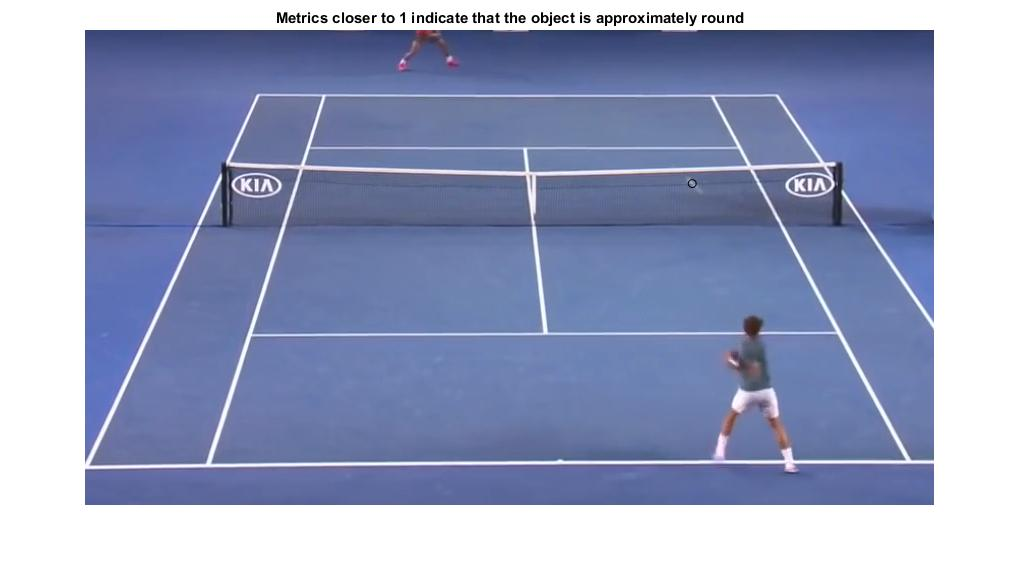 Metrics closer to 1 indicate that the object is approximately round
KIA
KIA